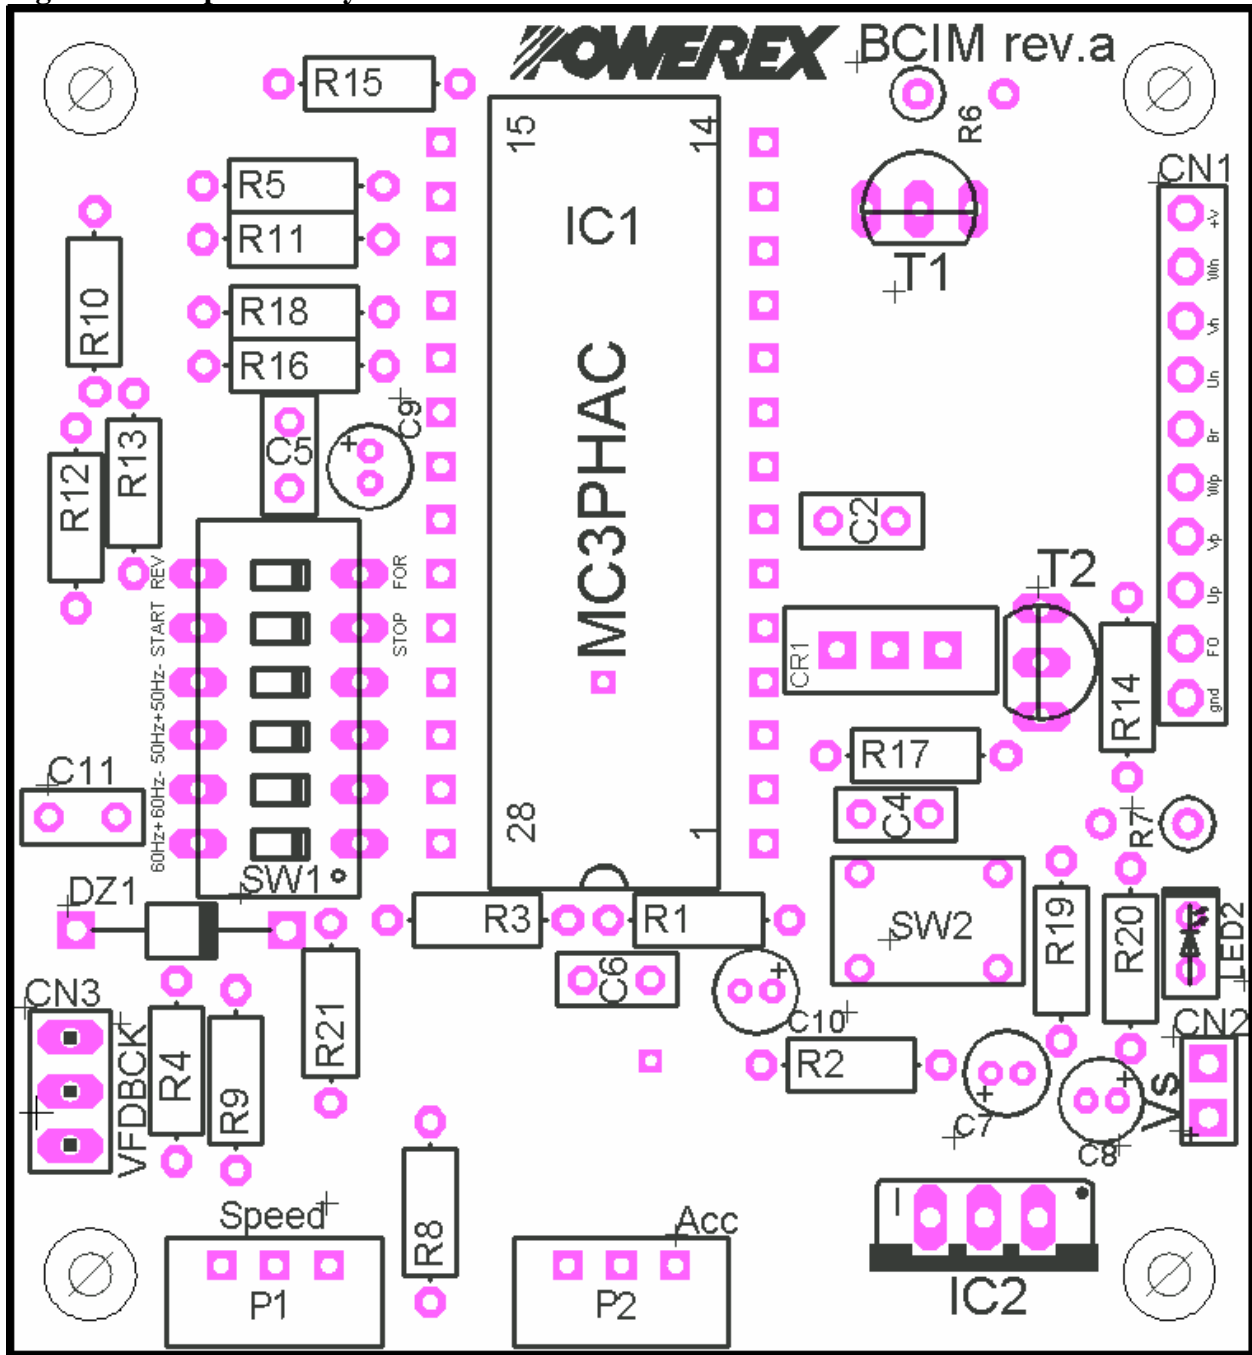 POWEREX BCIM rev.a
R15
R6
15
14
CN1
R5
R11
IC1
+V
T1
Wn
Vn
Un
Br
Wp
Vp
Up
FO
gnd
R10
R18
R16
MC3PHAC
C9
+
C5
R13
R12
C2
REV
FOR
START
STOP
50Hz-
50Hz+
60Hz-
60Hz+
T2
CR1
R14
R17
C11
C4
28
1
R7
SW1
DZ1
R3
R1
SW2
R19
R20
LED2
C6
+
C10
CN3
CN2
VFDBCK
R4
R9
R21
R2
+
C7
+
C8
VS
+
Speed
Acc
R8
I
P1
P2
IC2